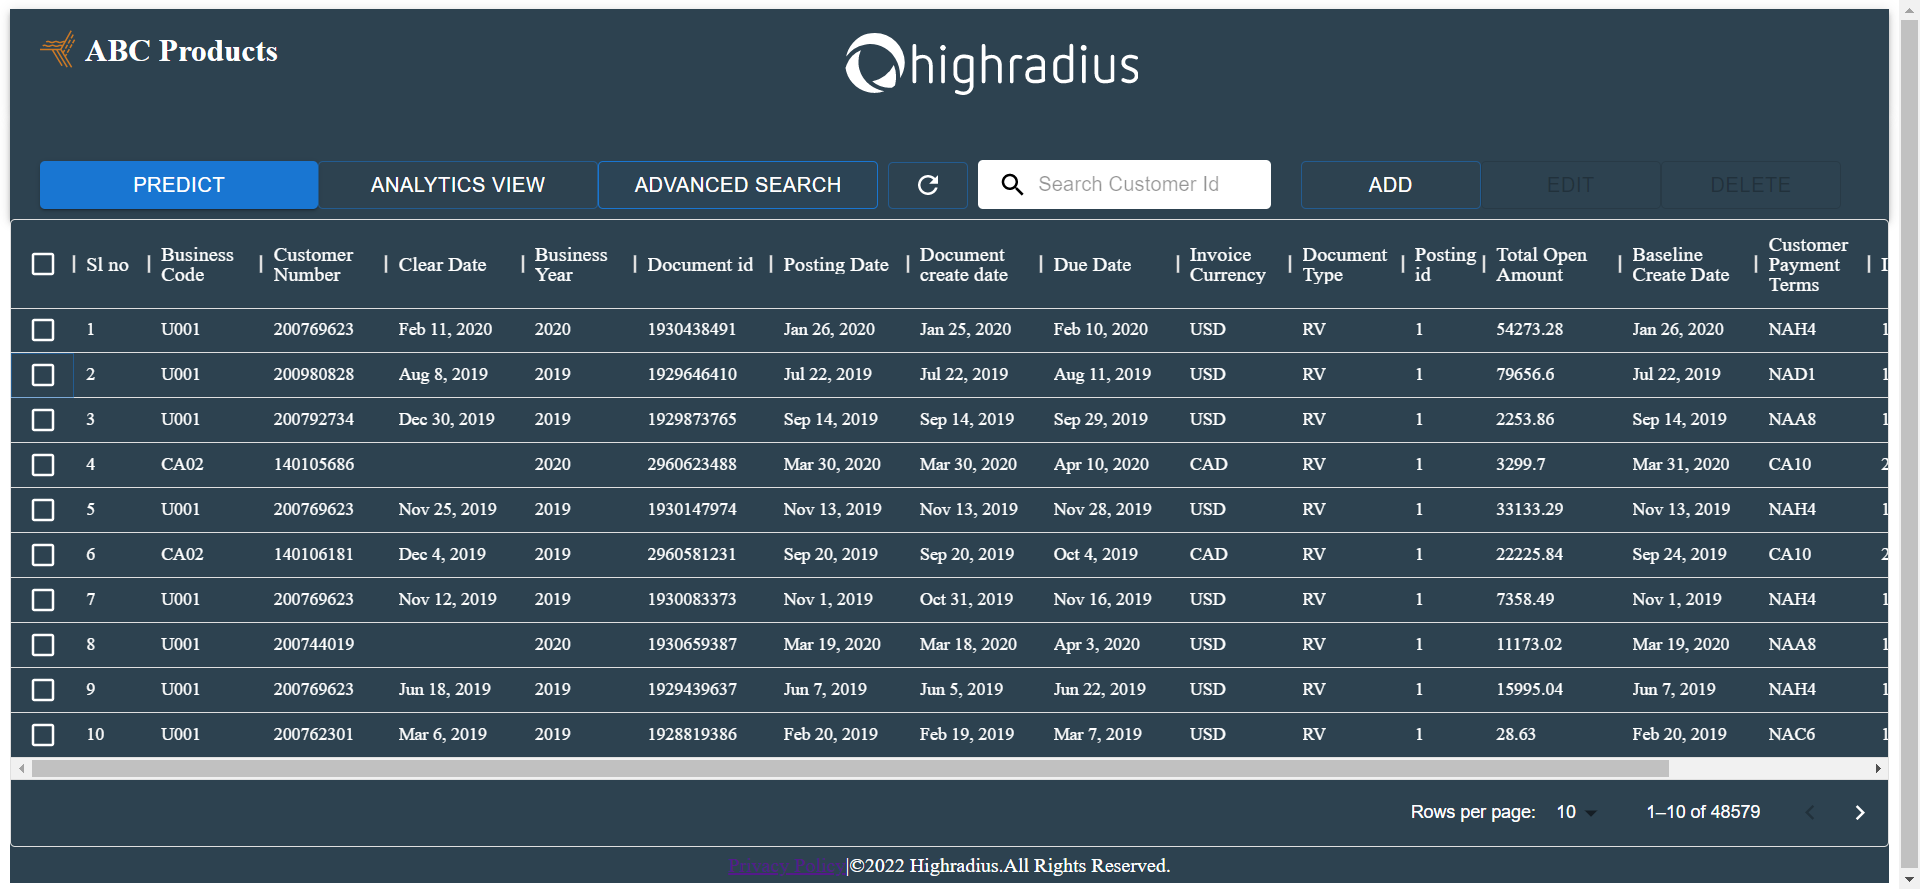 ABC Products
highradius
PREDICT ANALYTICS VIEW ADVANCED SEARCH Search Customer Id ADD EDIT DELETE
Sl no Business Code Customer Number Clear Date Business Year Document id Posting Date Document create date Due Date Invoice Currency Document Type Posting id Total Open Amount Baseline Create Date Customer Payment Terms
1 U001 200769623 Feb 11, 2020 2020 1930438491 Jan 26, 2020 Jan 25, 2020 Feb 10, 2020 USD RV 1 54273.28 Jan 26, 2020 NAH4
2 U001 200980828 Aug 8, 2019 2019 1929646410 Jul 22, 2019 Jul 22, 2019 Aug 11, 2019 USD RV 1 79656.6 Jul 22, 2019 NAD1
3 U001 200792734 Dec 30, 2019 2019 1929873765 Sep 14, 2019 Sep 14, 2019 Sep 29, 2019 USD RV 1 2253.86 Sep 14, 2019 NAA8
4 CA02 140105686 2020 2960623488 Mar 30, 2020 Mar 30, 2020 Apr 10, 2020 CAD RV 1 3299.7 Mar 31, 2020 CA10
5 U001 200769623 Nov 25, 2019 2019 1930147974 Nov 13, 2019 Nov 13, 2019 Nov 28, 2019 USD RV 1 33133.29 Nov 13, 2019 NAH4
6 CA02 140106181 Dec 4, 2019 2019 2960581231 Sep 20, 2019 Sep 20, 2019 Oct 4, 2019 CAD RV 1 22225.84 Sep 24, 2019 CA10
7 U001 200769623 Nov 12, 2019 2019 1930083373 Nov 1, 2019 Oct 31, 2019 Nov 16, 2019 USD RV 1 7358.49 Nov 1, 2019 NAH4
8 U001 200744019 2020 1930659387 Mar 19, 2020 Mar 18, 2020 Apr 3, 2020 USD RV 1 11173.02 Mar 19, 2020 NAA8
9 U001 200769623 Jun 18, 2019 2019 1929439637 Jun 7, 2019 Jun 5, 2019 Jun 22, 2019 USD RV 1 15995.04 Jun 7, 2019 NAH4
10 U001 200762301 Mar 6, 2019 2019 1928819386 Feb 20, 2019 Feb 19, 2019 Mar 7, 2019 USD RV 1 28.63 Feb 20, 2019 NAC6
Rows per page: 10 1–10 of 48579
Privacy Policy|©2022 Highradius.All Rights Reserved.